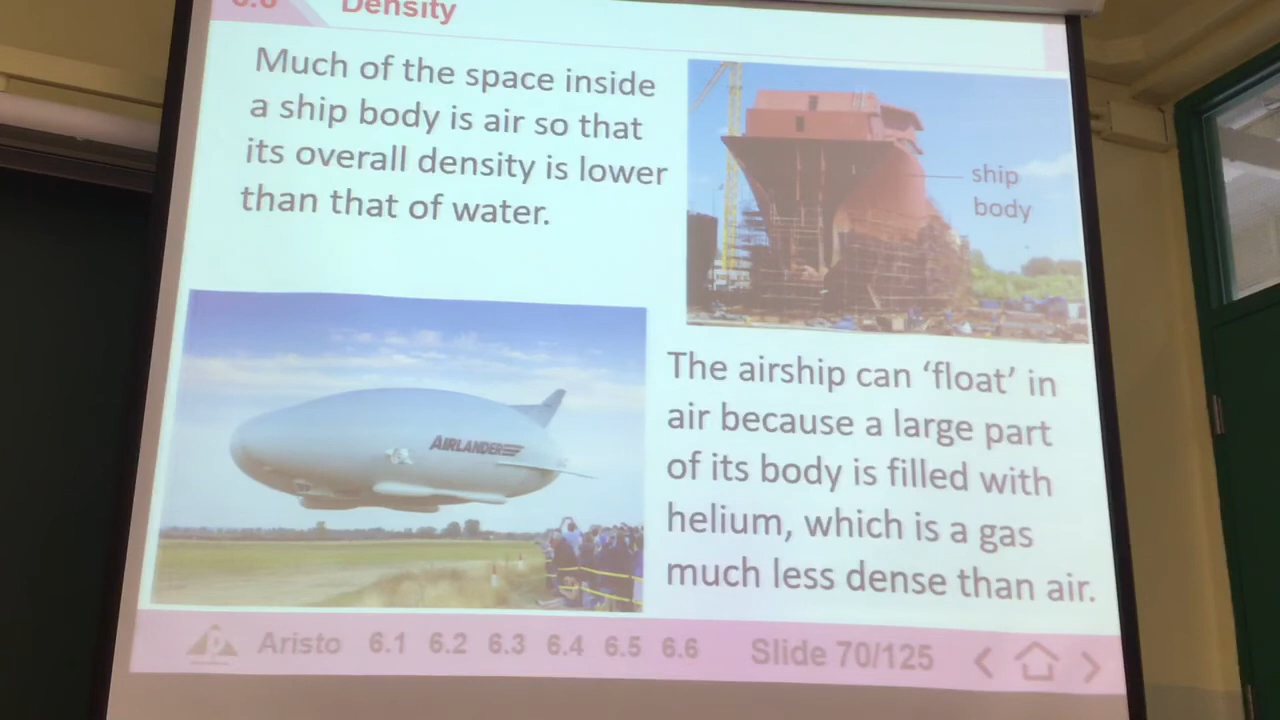 Density
Much of the space inside
a ship body is air so that
its overall density is lower
than that of water.
ship
body
AIRLANDER
The airship can ‘float’ in
air because a large part
of its body is filled with
helium, which is a gas
much less dense than air.
Aristo 6.1 6.2 6.3 6.4 6.5 6.6 Slide 70/125